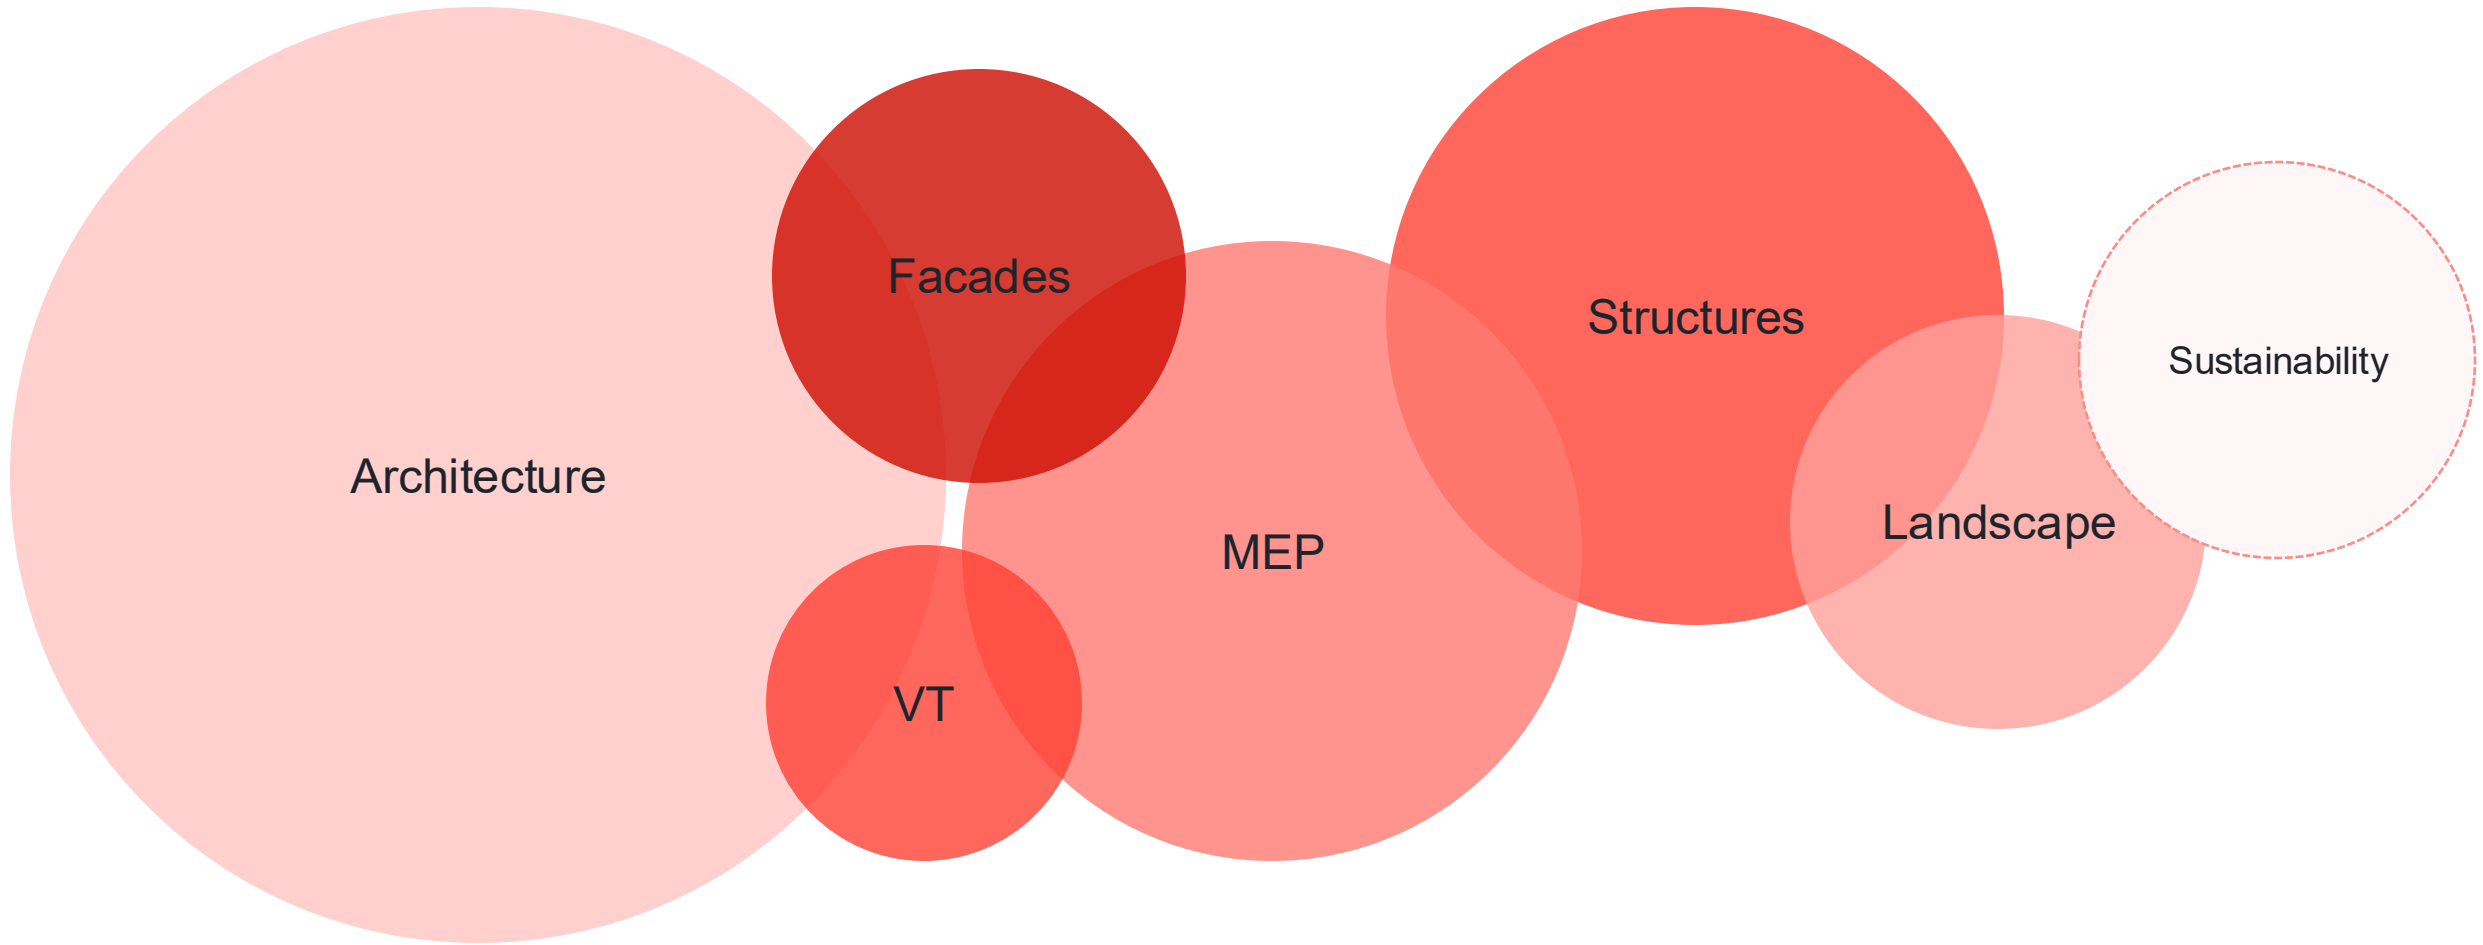 Architecture
Facades
VT
MEP
Structures
Landscape
Sustainability